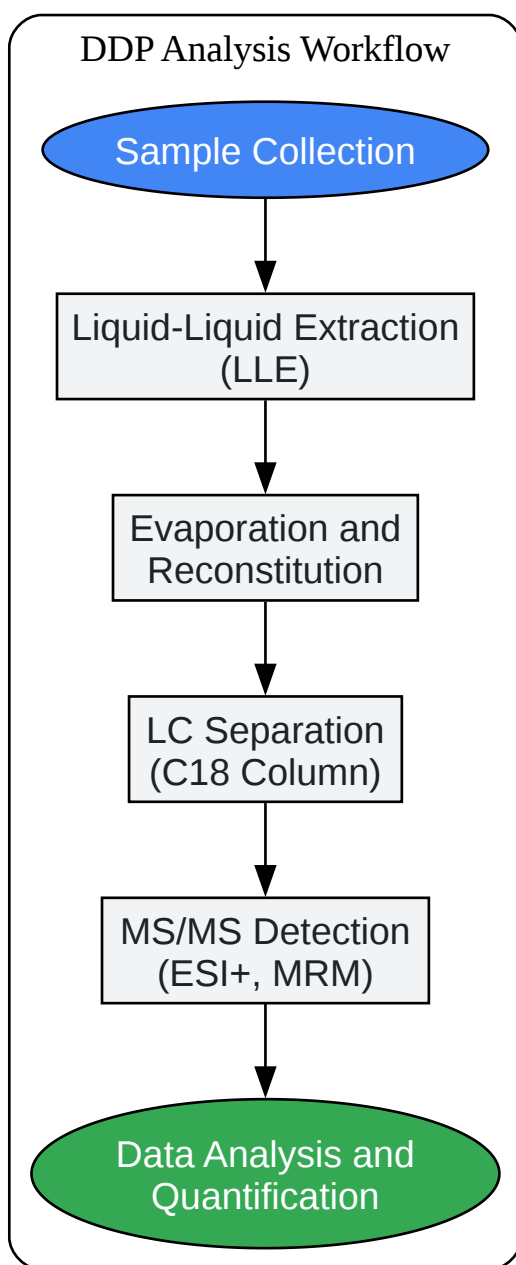 DDP Analysis Workflow
Sample Collection
Liquid-Liquid Extraction
(LLE)
Evaporation and
Reconstitution
LC Separation
(C18 Column)
MS/MS Detection
(ESI+, MRM)
Data Analysis and
Quantification